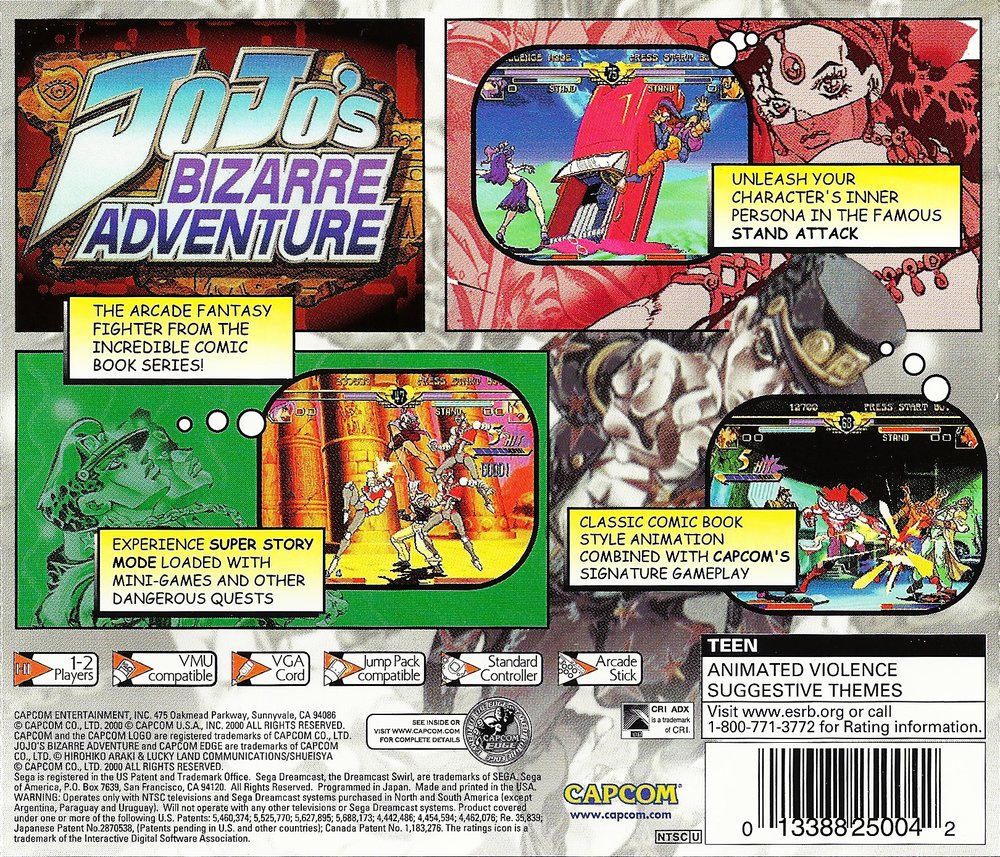 JOJO'S
BIZARRE
ADVENTURE
THE ARCADE FANTASY
FIGHTER FROM THE
INCREDIBLE COMIC
BOOK SERIES!
PRESS START
75
STAND
STAND
UNLEASH YOUR
CHARACTER'S INNER
PERSONA IN THE FAMOUS
STAND ATTACK
PRESS START
STAND
HIT
EXPERIENCE SUPER STORY
MODE LOADED WITH
MINI-GAMES AND OTHER
DANGEROUS QUESTS
12700 PRESS START
63
STAND
5
CLASSIC COMIC BOOK
STYLE ANIMATION
COMBINED WITH CAPCOM'S
SIGNATURE GAMEPLAY
1-2
Players
VMU
compatible
VGA
Cord
Jump Pack
compatible
Standard
Controller
Arcade
Stick
CAPCOM ENTERTAINMENT, INC. 475 Oakmead Parkway, Sunnyvale, CA 94086
© CAPCOM CO., LTD. 2000 © CAPCOM U.S.A., INC. 2000 ALL RIGHTS RESERVED.
CAPCOM and the CAPCOM LOGO are registered trademarks of CAPCOM CO., LTD.
JOJO'S BIZARRE ADVENTURE and CAPCOM EDGE are trademarks of CAPCOM
CO., LTD. © HIROHIKO ARAKI & LUCKY LAND COMMUNICATIONS/SHUEISYA
ALL RIGHTS RESERVED.
Sega is registered in the US Patent and Trademark Office. Sega Dreamcast, the Dreamcast Swirl, are trademarks of SEGA. Sega
of America, P.O. Box 7639, San Francisco, CA 94120. All Rights Reserved. Programmed in Japan. Made and printed in the USA.
WARNING: Operates only with NTSC televisions and Sega Dreamcast systems purchased in North and South America (except
Argentina, Paraguay and Uruguay). Will not operate with any other televisions or Sega Dreamcast systems. Product covered
under one or more of the following U.S. Patents: 5,460,374; 5,525,770; 5,627,895; 5,688,173; 4,442,486; 4,454,594; 4,462,076; Re. 35,839;
Japanese Patent No.2870538, (Patents pending in U.S. and other countries); Canada Patent No. 1,183,276. The ratings icon is a
trademark of the Interactive Digital Software Association.
SEE INSIDE OR
VISIT WWW.CAPCOM.COM
FOR COMPLETE DETAILS
CAPCOM
EDGE
CRI ADX
is a trademark
of CRI.
CAPCOM
www.capcom.com
NTSC U
TEEN
ANIMATED VIOLENCE
SUGGESTIVE THEMES
Visit www.esrb.org or call
1-800-771-3772 for Rating information.
0 13388 25004 2